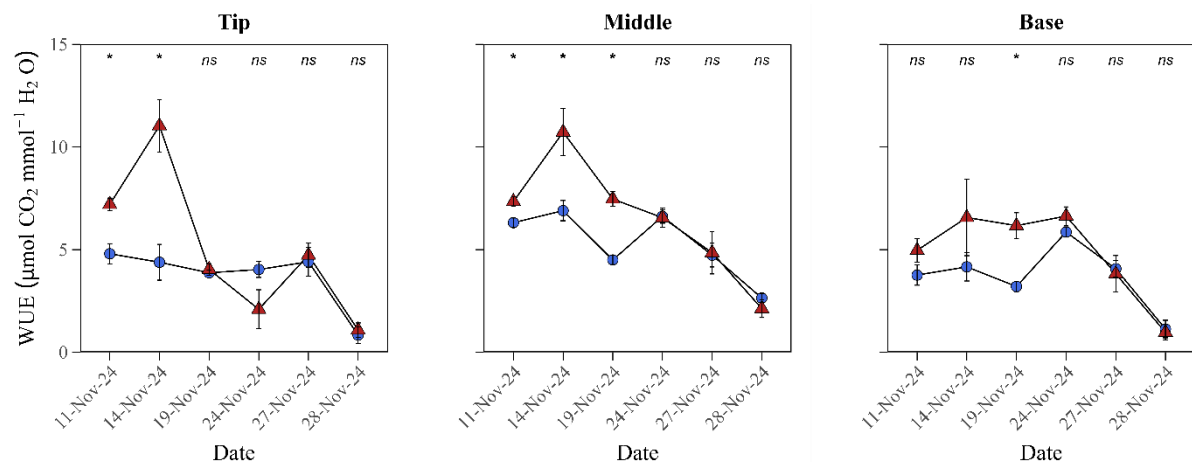 Tip
Middle
Base
WUE (µmol CO₂ mmol⁻¹ H₂ O)
15
10
5
0
* * ns ns ns ns
* * * ns ns ns
ns ns * ns ns ns
11-Nov-24
14-Nov-24
19-Nov-24
24-Nov-24
27-Nov-24
28-Nov-24
11-Nov-24
14-Nov-24
19-Nov-24
24-Nov-24
27-Nov-24
28-Nov-24
11-Nov-24
14-Nov-24
19-Nov-24
24-Nov-24
27-Nov-24
28-Nov-24
Date
Date
Date